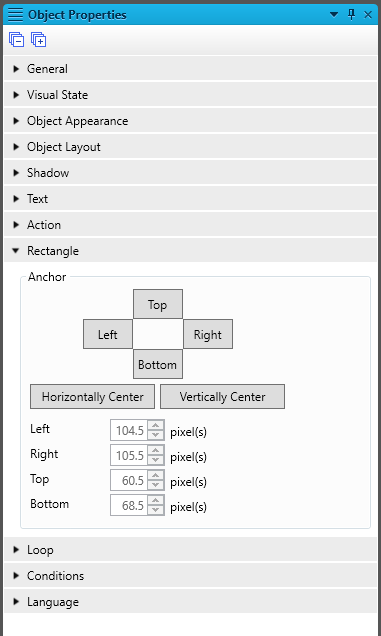 Object Properties
General
Visual State
Object Appearance
Object Layout
Shadow
Text
Action
Rectangle
Anchor
Top
Left Right
Bottom
Horizontally Center Vertically Center
Left 104.5 pixel(s)
Right 105.5 pixel(s)
Top 60.5 pixel(s)
Bottom 68.5 pixel(s)
Loop
Conditions
Language